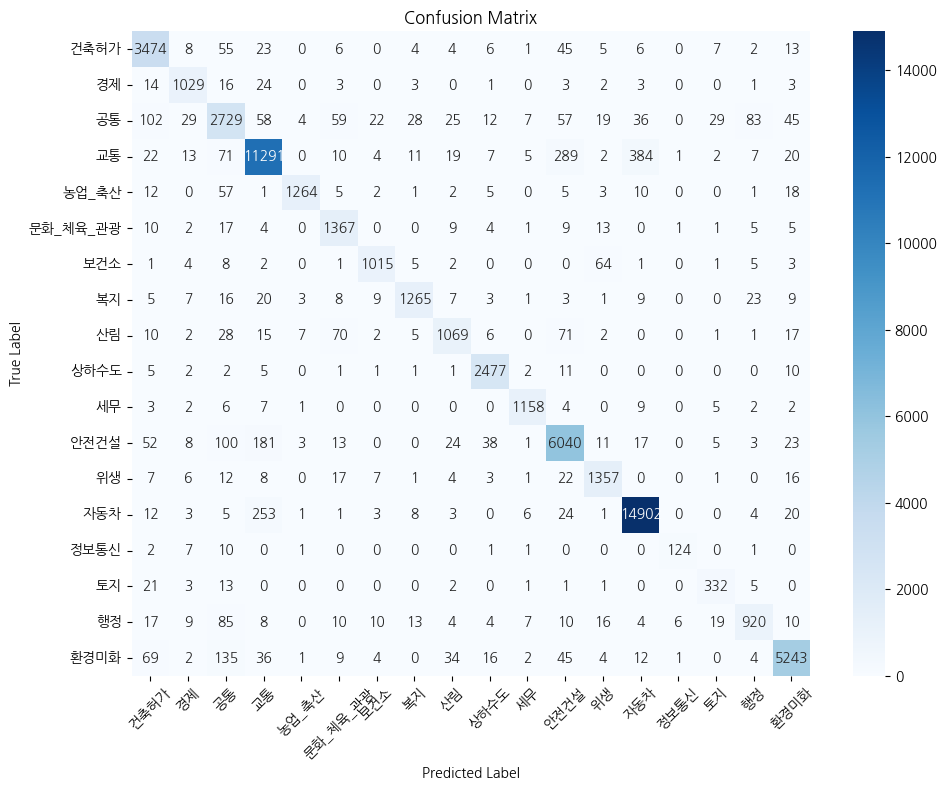 Confusion Matrix
건축허가 3474 8 55 23 0 6 0 4 4 6 1 45 5 6 0 7 2 13
경제 14 1029 16 24 0 3 0 3 0 1 0 3 2 3 0 0 1 3
공통 102 29 2729 58 4 59 22 28 25 12 7 57 19 36 0 29 83 45
교통 22 13 71 11291 0 10 4 11 19 7 5 289 2 384 1 2 7 20
농업_축산 12 0 57 1 1264 5 2 1 2 5 0 5 3 10 0 0 1 18
문화_체육_관광 10 2 17 4 0 1367 0 0 9 4 1 9 13 0 1 1 5 5
보건소 1 4 8 2 0 1 1015 5 2 0 0 0 64 1 0 1 5 3
복지 5 7 16 20 3 8 9 1265 7 3 1 3 1 9 0 0 23 9
산림 10 2 28 15 7 70 2 5 1069 6 0 71 2 0 0 1 1 17
상하수도 5 2 2 5 0 1 1 1 1 2477 2 11 0 0 0 0 0 10
세무 3 2 6 7 1 0 0 0 0 0 1158 4 0 9 0 5 2 2
안전건설 52 8 100 181 3 13 0 0 24 38 1 6040 11 17 0 5 3 23
위생 7 6 12 8 0 17 7 1 4 3 1 22 1357 0 0 1 0 16
자동차 12 3 5 253 1 1 3 8 3 0 6 24 1 14902 0 0 4 20
정보통신 2 7 10 0 1 0 0 0 0 1 1 0 0 0 124 0 1 0
토지 21 3 13 0 0 0 0 0 2 0 1 1 1 0 0 332 5 0
행정 17 9 85 8 0 10 10 13 4 4 7 10 16 4 6 19 920 10
환경미화 69 2 135 36 1 9 4 0 34 16 2 45 4 12 1 0 4 5243
건축허가 경제 공통 교통 농업_축산 문화_체육_관광 보건소 복지 산림 상하수도 세무 안전건설 위생 자동차 정보통신 토지 행정 환경미화
Predicted Label
True Label
14000
12000
10000
8000
6000
4000
2000
0